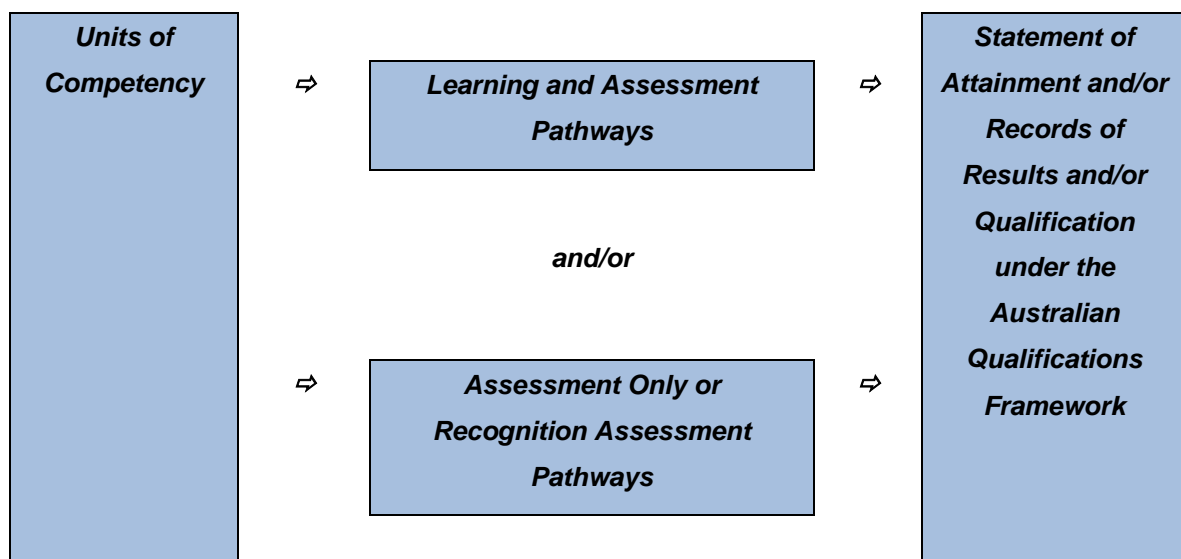 Units of
Competency
⇨
Learning and Assessment
Pathways
⇨
and/or
⇨
Assessment Only or
Recognition Assessment
Pathways
⇨
Statement of
Attainment and/or
Records of
Results and/or
Qualification
under the
Australian
Qualifications
Framework